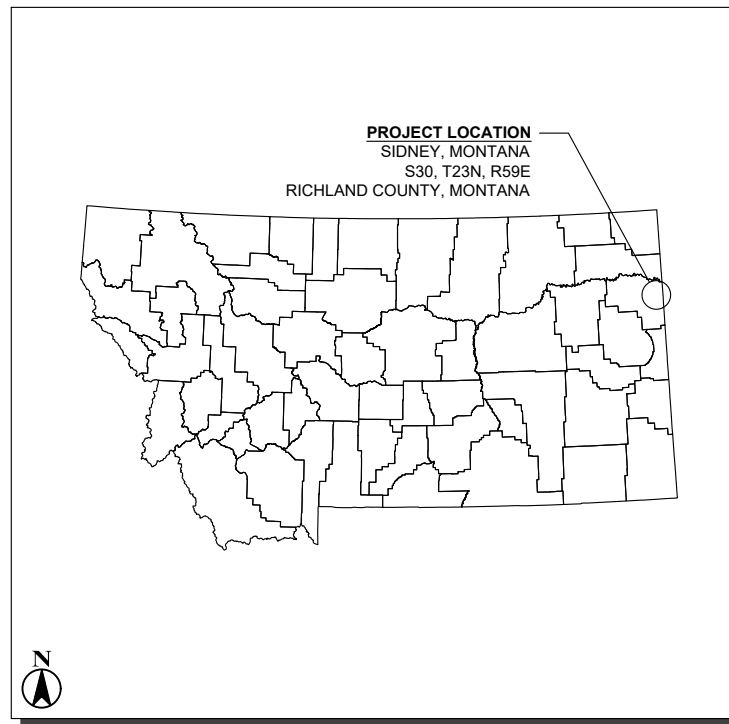 PROJECT LOCATION
SIDNEY, MONTANA
S30, T23N, R59E
RICHLAND COUNTY, MONTANA
N